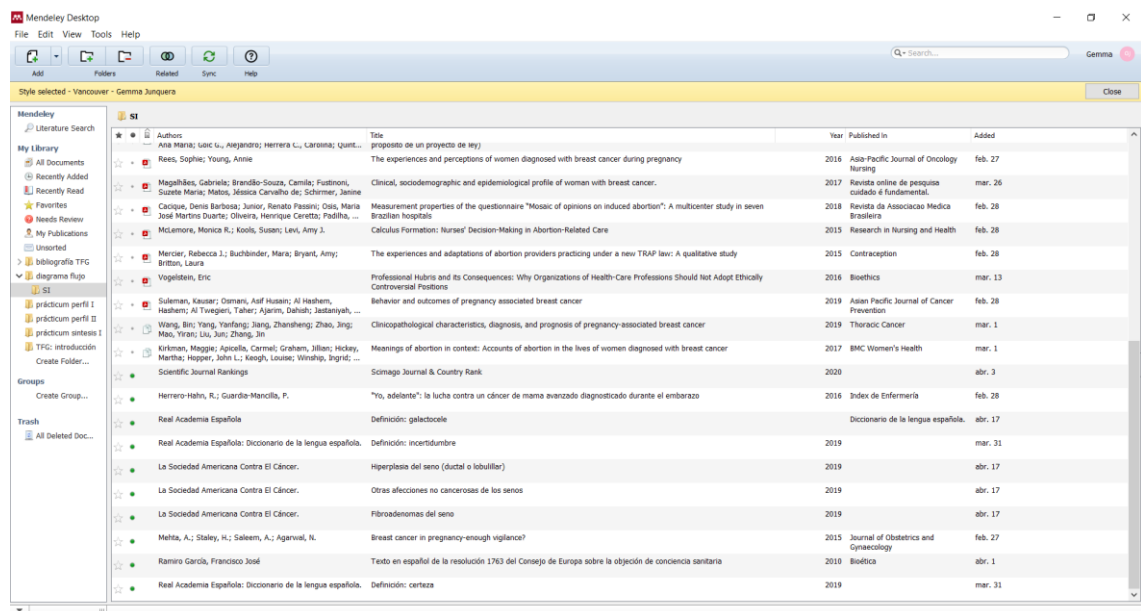 Mendeley Desktop
File Edit View Tools Help
Search...
Gemma
Add Folders Related Sync Help
Style selected - Vancouver - Gemma Junquera
Close
Mendeley
Literature Search
My Library
All Documents
Recently Added
Recently Read
Favorites
Needs Review
My Publications
Unsorted
bibliografía TFG
diagrama flujo
SI
prácticum perfil I
prácticum perfil II
prácticum sintesis I
TFG: introducción
Create Folder...
Groups
Create Group...
Trash
All Deleted Doc...
SI
Authors Title Year Published In Added
Ana María; Goic G., Alejandro; Herrera C., Carolina; Quint... propósito de un proyecto de ley)
Rees, Sophie; Young, Annie The experiences and perceptions of women diagnosed with breast cancer during pregnancy 2016 Asia-Pacific Journal of Oncology feb. 27
Nursing
Magalhães, Gabriela; Brandão-Souza, Camila; Fustinoni, Clinical, sociodemographic and epidemiological profile of woman with breast cancer. 2017 Revista online de pesquisa mar. 26
Suzete Maria; Matos, Jéssica Carvalho de; Schirmer, Janine cuidado é fundamental.
Cacique, Denis Barbosa; Junior, Renato Passini; Osis, Maria Measurement properties of the questionnaire "Mosaic of opinions on induced abortion": A multicenter study in seven 2018 Revista da Associacao Medica feb. 28
José Martins Duarte; Oliveira, Henrique Ceretta; Padilha, ... Brazilian hospitals Brasileira
McLemore, Monica R.; Kools, Susan; Levi, Amy J. Calculus Formation: Nurses' Decision-Making in Abortion-Related Care 2015 Research in Nursing and Health feb. 28
Mercier, Rebecca J.; Buchbinder, Mara; Bryant, Amy; The experiences and adaptations of abortion providers practicing under a new TRAP law: A qualitative study 2015 Contraception feb. 28
Britton, Laura
Vogelstein, Eric Professional Hubris and its Consequences: Why Organizations of Health-Care Professions Should Not Adopt Ethically 2016 Bioethics mar. 13
Controversial Positions
Suleman, Kausar; Osmani, Asif Husain; Al Hashem, Behavior and outcomes of pregnancy associated breast cancer 2019 Asian Pacific Journal of Cancer feb. 28
Hashem; Al Twegieri, Taher; Ajarim, Dahish; Jastaniyah, ... Prevention
Wang, Bin; Yang, Yanfang; Jiang, Zhansheng; Zhao, Jing; Clinicopathological characteristics, diagnosis, and prognosis of pregnancy-associated breast cancer 2019 Thoracic Cancer mar. 1
Mao, Yiran; Liu, Jun; Zhang, Jin
Kirkman, Maggie; Apicella, Carmel; Graham, Jillian; Hickey, Meanings of abortion in context: Accounts of abortion in the lives of women diagnosed with breast cancer 2017 BMC Women's Health mar. 1
Martha; Hopper, John L.; Keogh, Louise; Winship, Ingrid; ...
Scientific Journal Rankings Scimago Journal & Country Rank 2020 abr. 3
Herrero-Hahn, R.; Guardia-Mancilla, P. "Yo, adelante": la lucha contra un cáncer de mama avanzado diagnosticado durante el embarazo 2016 Index de Enfermería feb. 28
Real Academia Española Definición: galactocele Diccionario de la lengua española. abr. 17
Real Academia Española: Diccionario de la lengua española. Definición: incertidumbre 2019 mar. 31
La Sociedad Americana Contra El Cáncer. Hiperplasia del seno (ductal o lobulillar) 2019 abr. 17
La Sociedad Americana Contra El Cáncer. Otras afecciones no cancerosas de los senos 2019 abr. 17
La Sociedad Americana Contra El Cáncer. Fibroadenomas del seno 2019 abr. 17
Mehta, A.; Staley, H.; Saleem, A.; Agarwal, N. Breast cancer in pregnancy-enough vigilance? 2015 Journal of Obstetrics and feb. 27
Gynaecology
Ramiro García, Francisco José Texto en español de la resolución 1763 del Consejo de Europa sobre la objeción de conciencia sanitaria 2010 Bioética abr. 1
Real Academia Española: Diccionario de la lengua española. Definición: certeza 2019 mar. 31